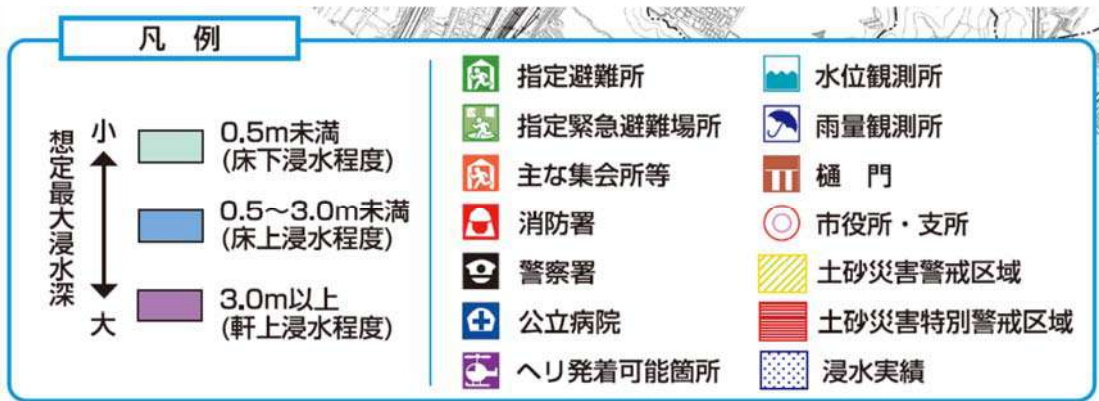 凡 例
想定最大浸水深
小
大
0.5m未満
(床下浸水程度)
0.5～3.0m未満
(床上浸水程度)
3.0m以上
(軒上浸水程度)
指定避難所
指定緊急避難場所
主な集会所等
消防署
警察署
公立病院
ヘリ発着可能箇所
水位観測所
雨量観測所
樋 門
市役所・支所
土砂災害警戒区域
土砂災害特別警戒区域
浸水実績